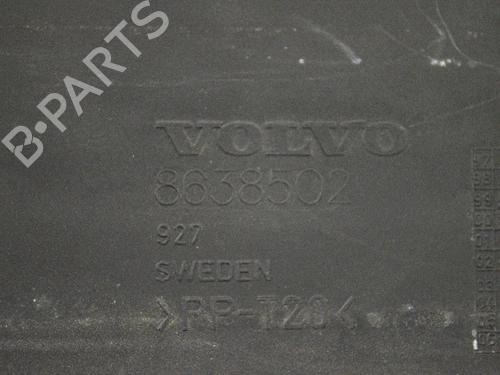 B·PARTS
VOLVO
8638502
927
SWEDEN
>PP-T20<